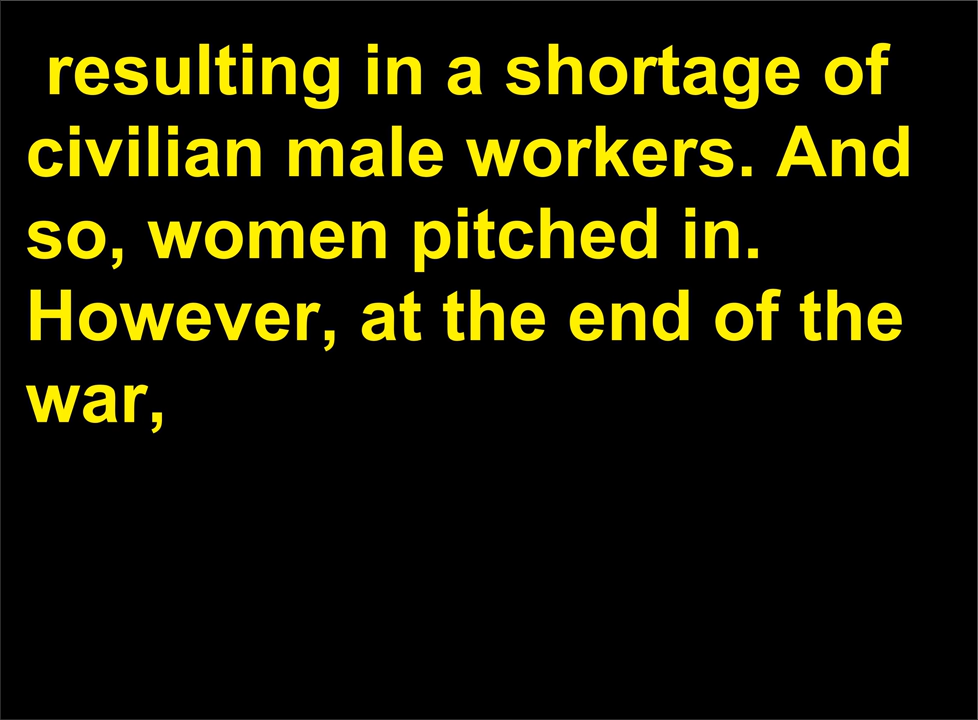 resulting in a shortage of
civilian male workers. And
so, women pitched in.
However, at the end of the
war,